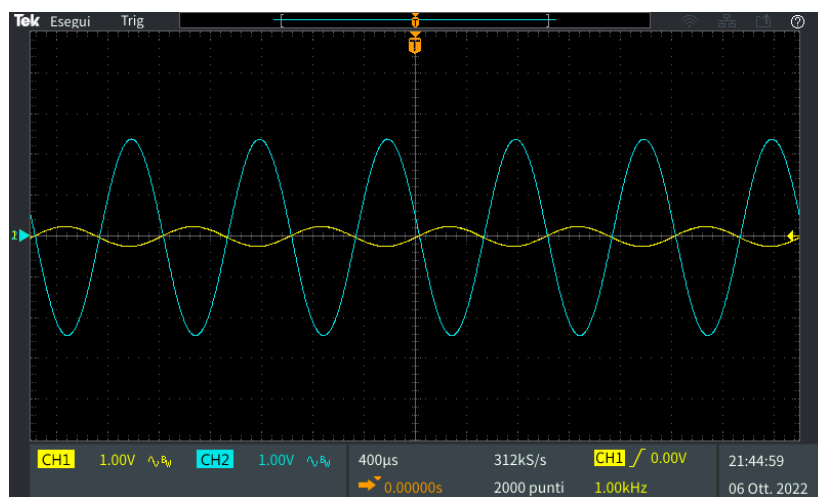 Tek Esegui Trig
T
T
CH1 1.00V CH2 1.00V 400µs 312kS/s CH1 0.00V 21:44:59
0.00000s 2000 punti 1.00kHz 06 Ott. 2022